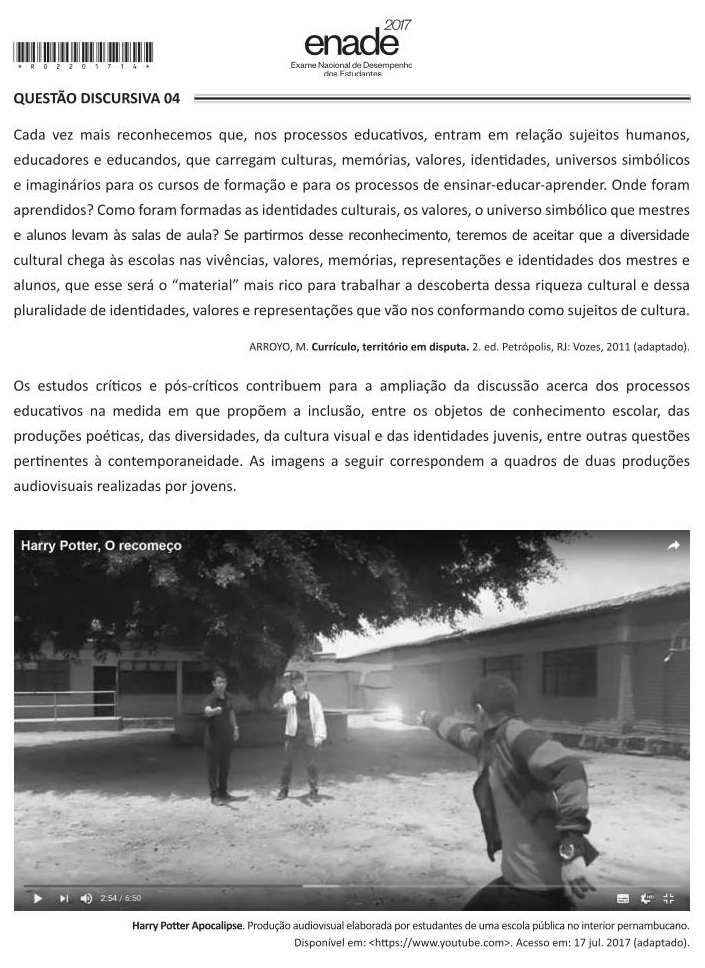 enade 2017
Exame Nacional de Desempenho
dos Estudantes
*R0220171 4*
QUESTÃO DISCURSIVA 04
Cada vez mais reconhecemos que, nos processos educativos, entram em relação sujeitos humanos,
educadores e educandos, que carregam culturas, memórias, valores, identidades, universos simbólicos
e imaginários para os cursos de formação e para os processos de ensinar-educar-aprender. Onde foram
aprendidos? Como foram formadas as identidades culturais, os valores, o universo simbólico que mestres
e alunos levam às salas de aula? Se partirmos desse reconhecimento, teremos de aceitar que a diversidade
cultural chega às escolas nas vivências, valores, memórias, representações e identidades dos mestres e
alunos, que esse será o “material” mais rico para trabalhar a descoberta dessa riqueza cultural e dessa
pluralidade de identidades, valores e representações que vão nos conformando como sujeitos de cultura.
ARROYO, M. Currículo, território em disputa. 2. ed. Petrópolis, RJ: Vozes, 2011 (adaptado).
Os estudos críticos e pós-críticos contribuem para a ampliação da discussão acerca dos processos
educativos na medida em que propõem a inclusão, entre os objetos de conhecimento escolar, das
produções poéticas, das diversidades, da cultura visual e das identidades juvenis, entre outras questões
pertinentes à contemporaneidade. As imagens a seguir correspondem a quadros de duas produções
audiovisuais realizadas por jovens.
Harry Potter, O recomeço
2:54 / 6:50
HD
Harry Potter Apocalipse. Produção audiovisual elaborada por estudantes de uma escola pública no interior pernambucano.
Disponível em: <https://www.youtube.com>. Acesso em: 17 jul. 2017 (adaptado).